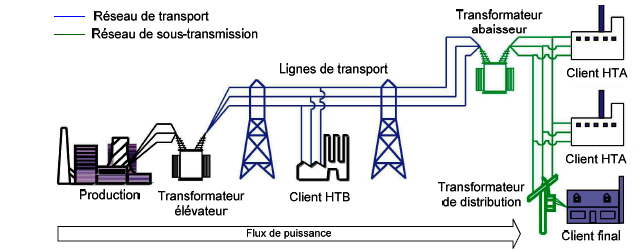 Réseau de transport
Réseau de sous-transmission
Transformateur
abaisseur
Lignes de transport
Client HTA
Client HTA
Production
Transformateur
élévateur
Client HTB
Transformateur
de distribution
Client final
Flux de puissance